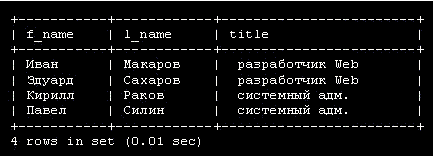 f_name l_name title
Иван Макаров разработчик Web
Эдуард Сахаров разработчик Web
Кирилл Раков системный адм.
Павел Силин системный адм.
4 rows in set (0.01 sec)